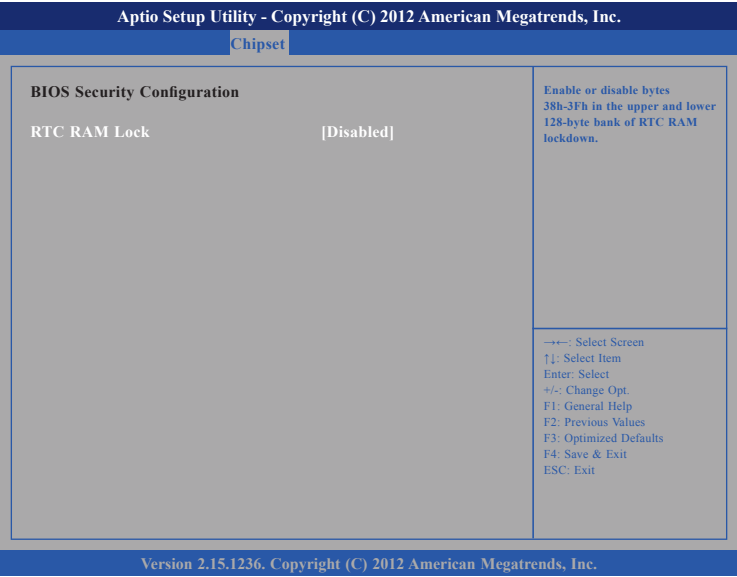 Aptio Setup Utility - Copyright (C) 2012 American Megatrends, Inc.
Chipset
BIOS Security Configuration
RTC RAM Lock [Disabled]
Enable or disable bytes
38h-3Fh in the upper and lower
128-byte bank of RTC RAM
lockdown.
→←: Select Screen
↑↓: Select Item
Enter: Select
+/-: Change Opt.
F1: General Help
F2: Previous Values
F3: Optimized Defaults
F4: Save & Exit
ESC: Exit
Version 2.15.1236. Copyright (C) 2012 American Megatrends, Inc.